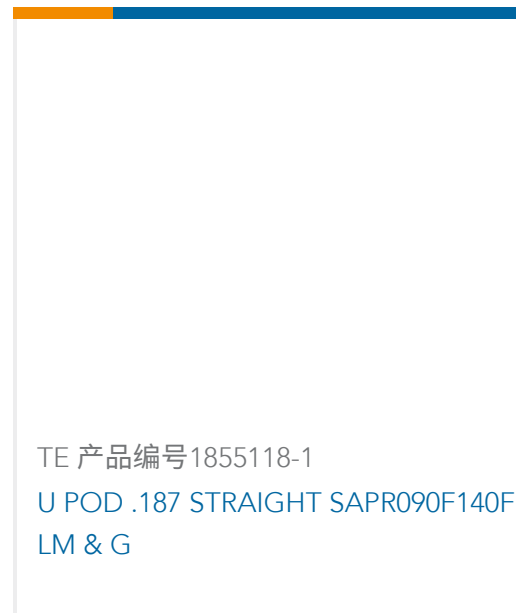 TE 产品编号1855118-1
U POD .187 STRAIGHT SAPR090F140F
LM & G